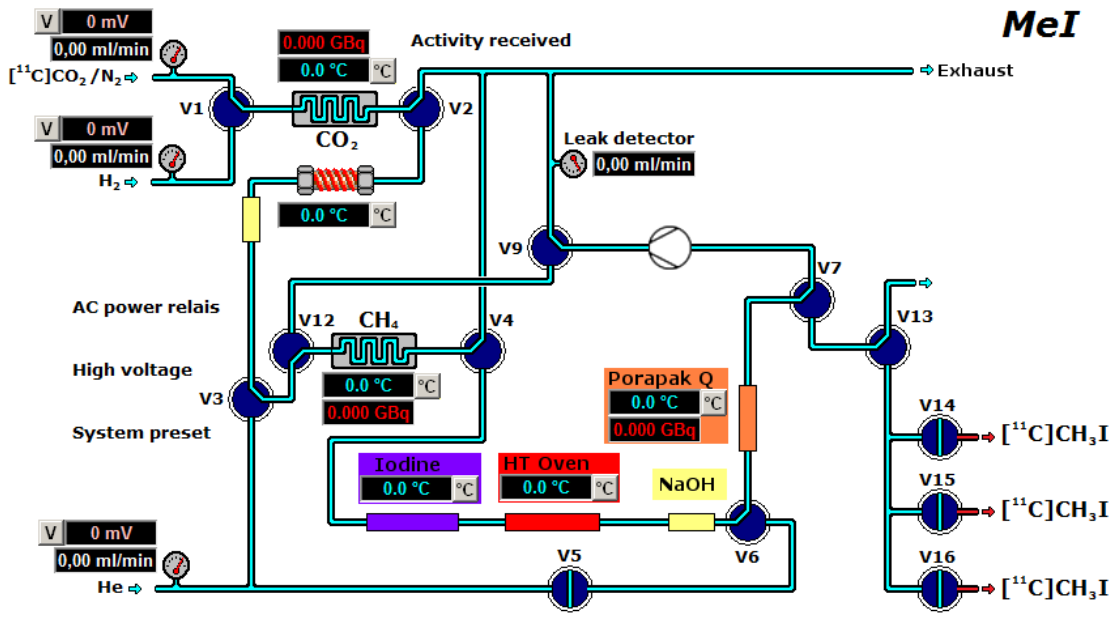 MeI
V 0 mV
0,00 ml/min
[¹¹C]CO₂/N₂
0.000 GBq
0.0 °C °C
Activity received
Exhaust
V1
CO₂
V2
V 0 mV
0,00 ml/min
H₂
Leak detector
0,00 ml/min
0.0 °C °C
V9
V7
AC power relais
V12
CH₄
V4
V13
High voltage
V3
0.0 °C °C
0.000 GBq
Porapak Q
0.0 °C °C
0.000 GBq
System preset
V14
[¹¹C]CH₃I
Iodine
0.0 °C °C
HT Oven
0.0 °C °C
NaOH
V15
[¹¹C]CH₃I
V 0 mV
0,00 ml/min
He
V5
V6
V16
[¹¹C]CH₃I